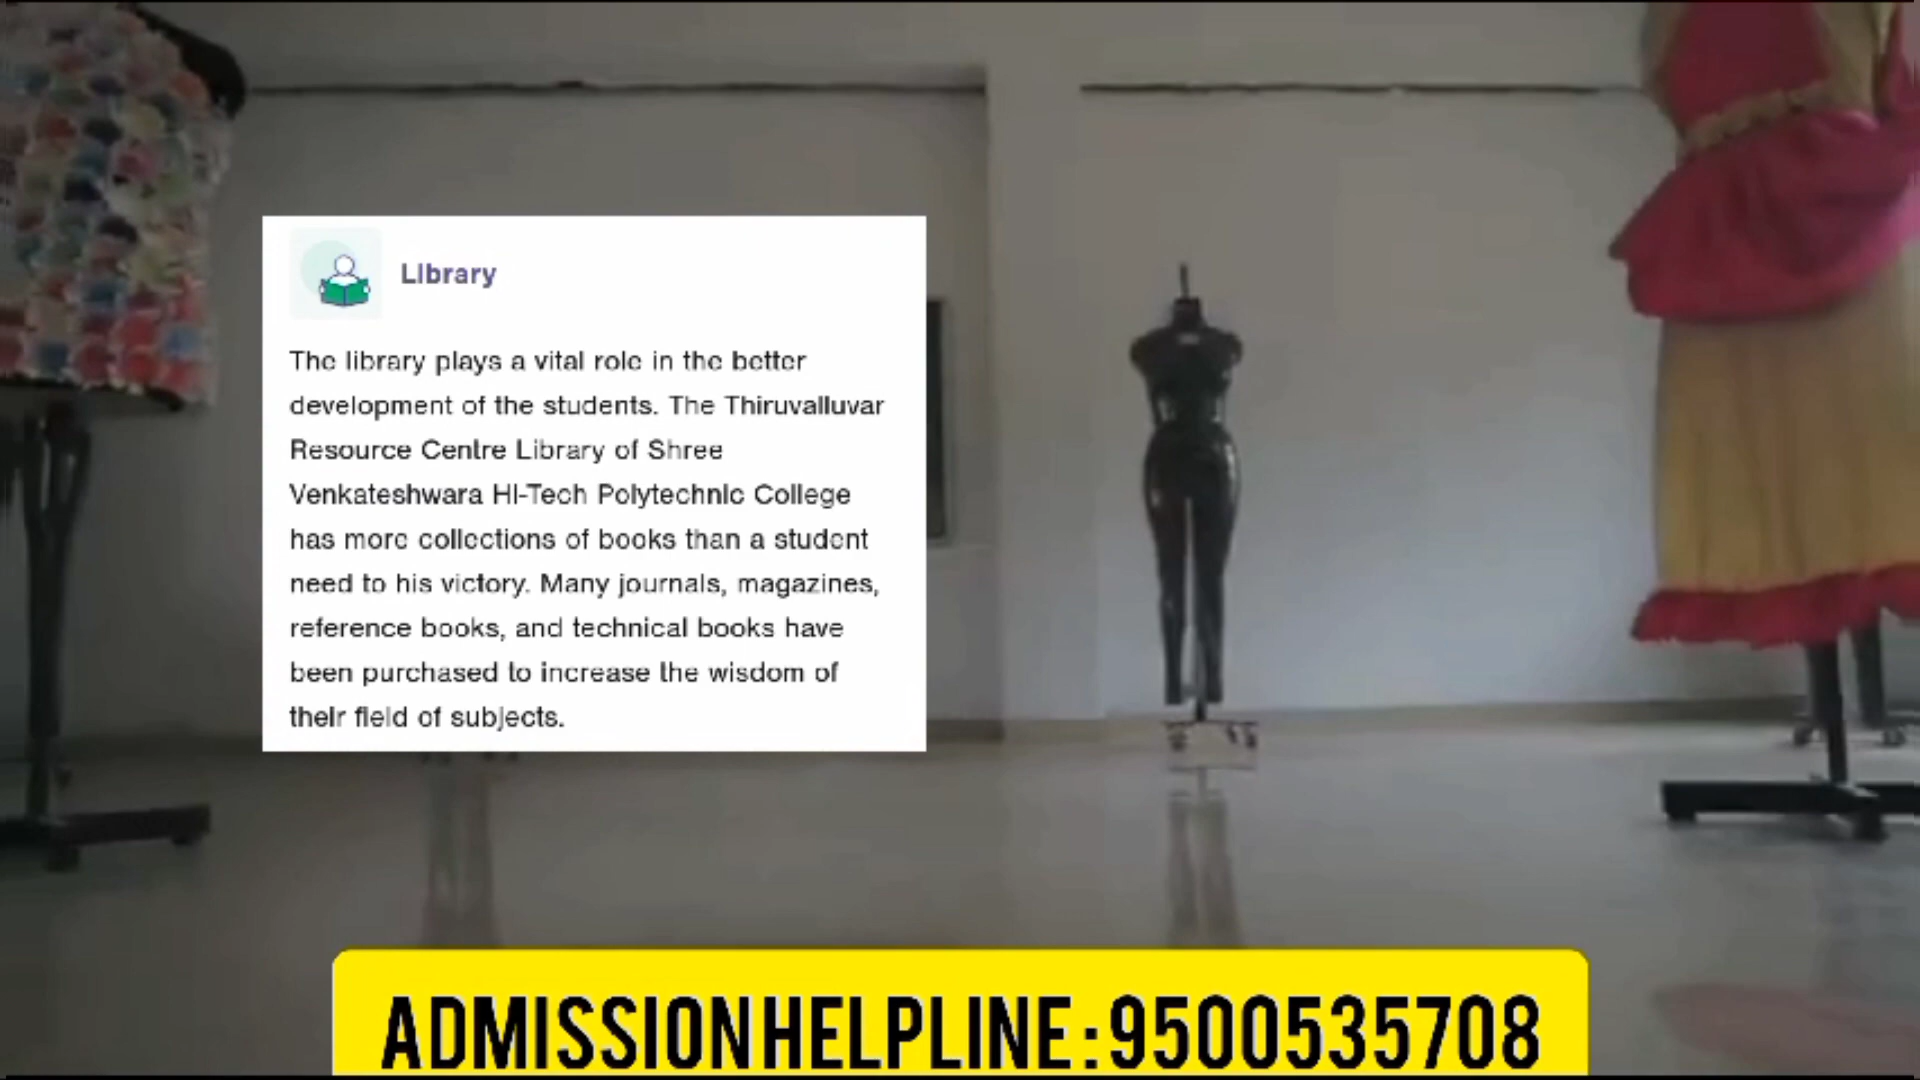 Library
The library plays a vital role in the better
development of the students. The Thiruvalluvar
Resource Centre Library of Shree
Venkateshwara Hi-Tech Polytechnic College
has more collections of books than a student
need to his victory. Many journals, magazines,
reference books, and technical books have
been purchased to increase the wisdom of
their field of subjects.
ADMISSION HELPLINE : 9500535708